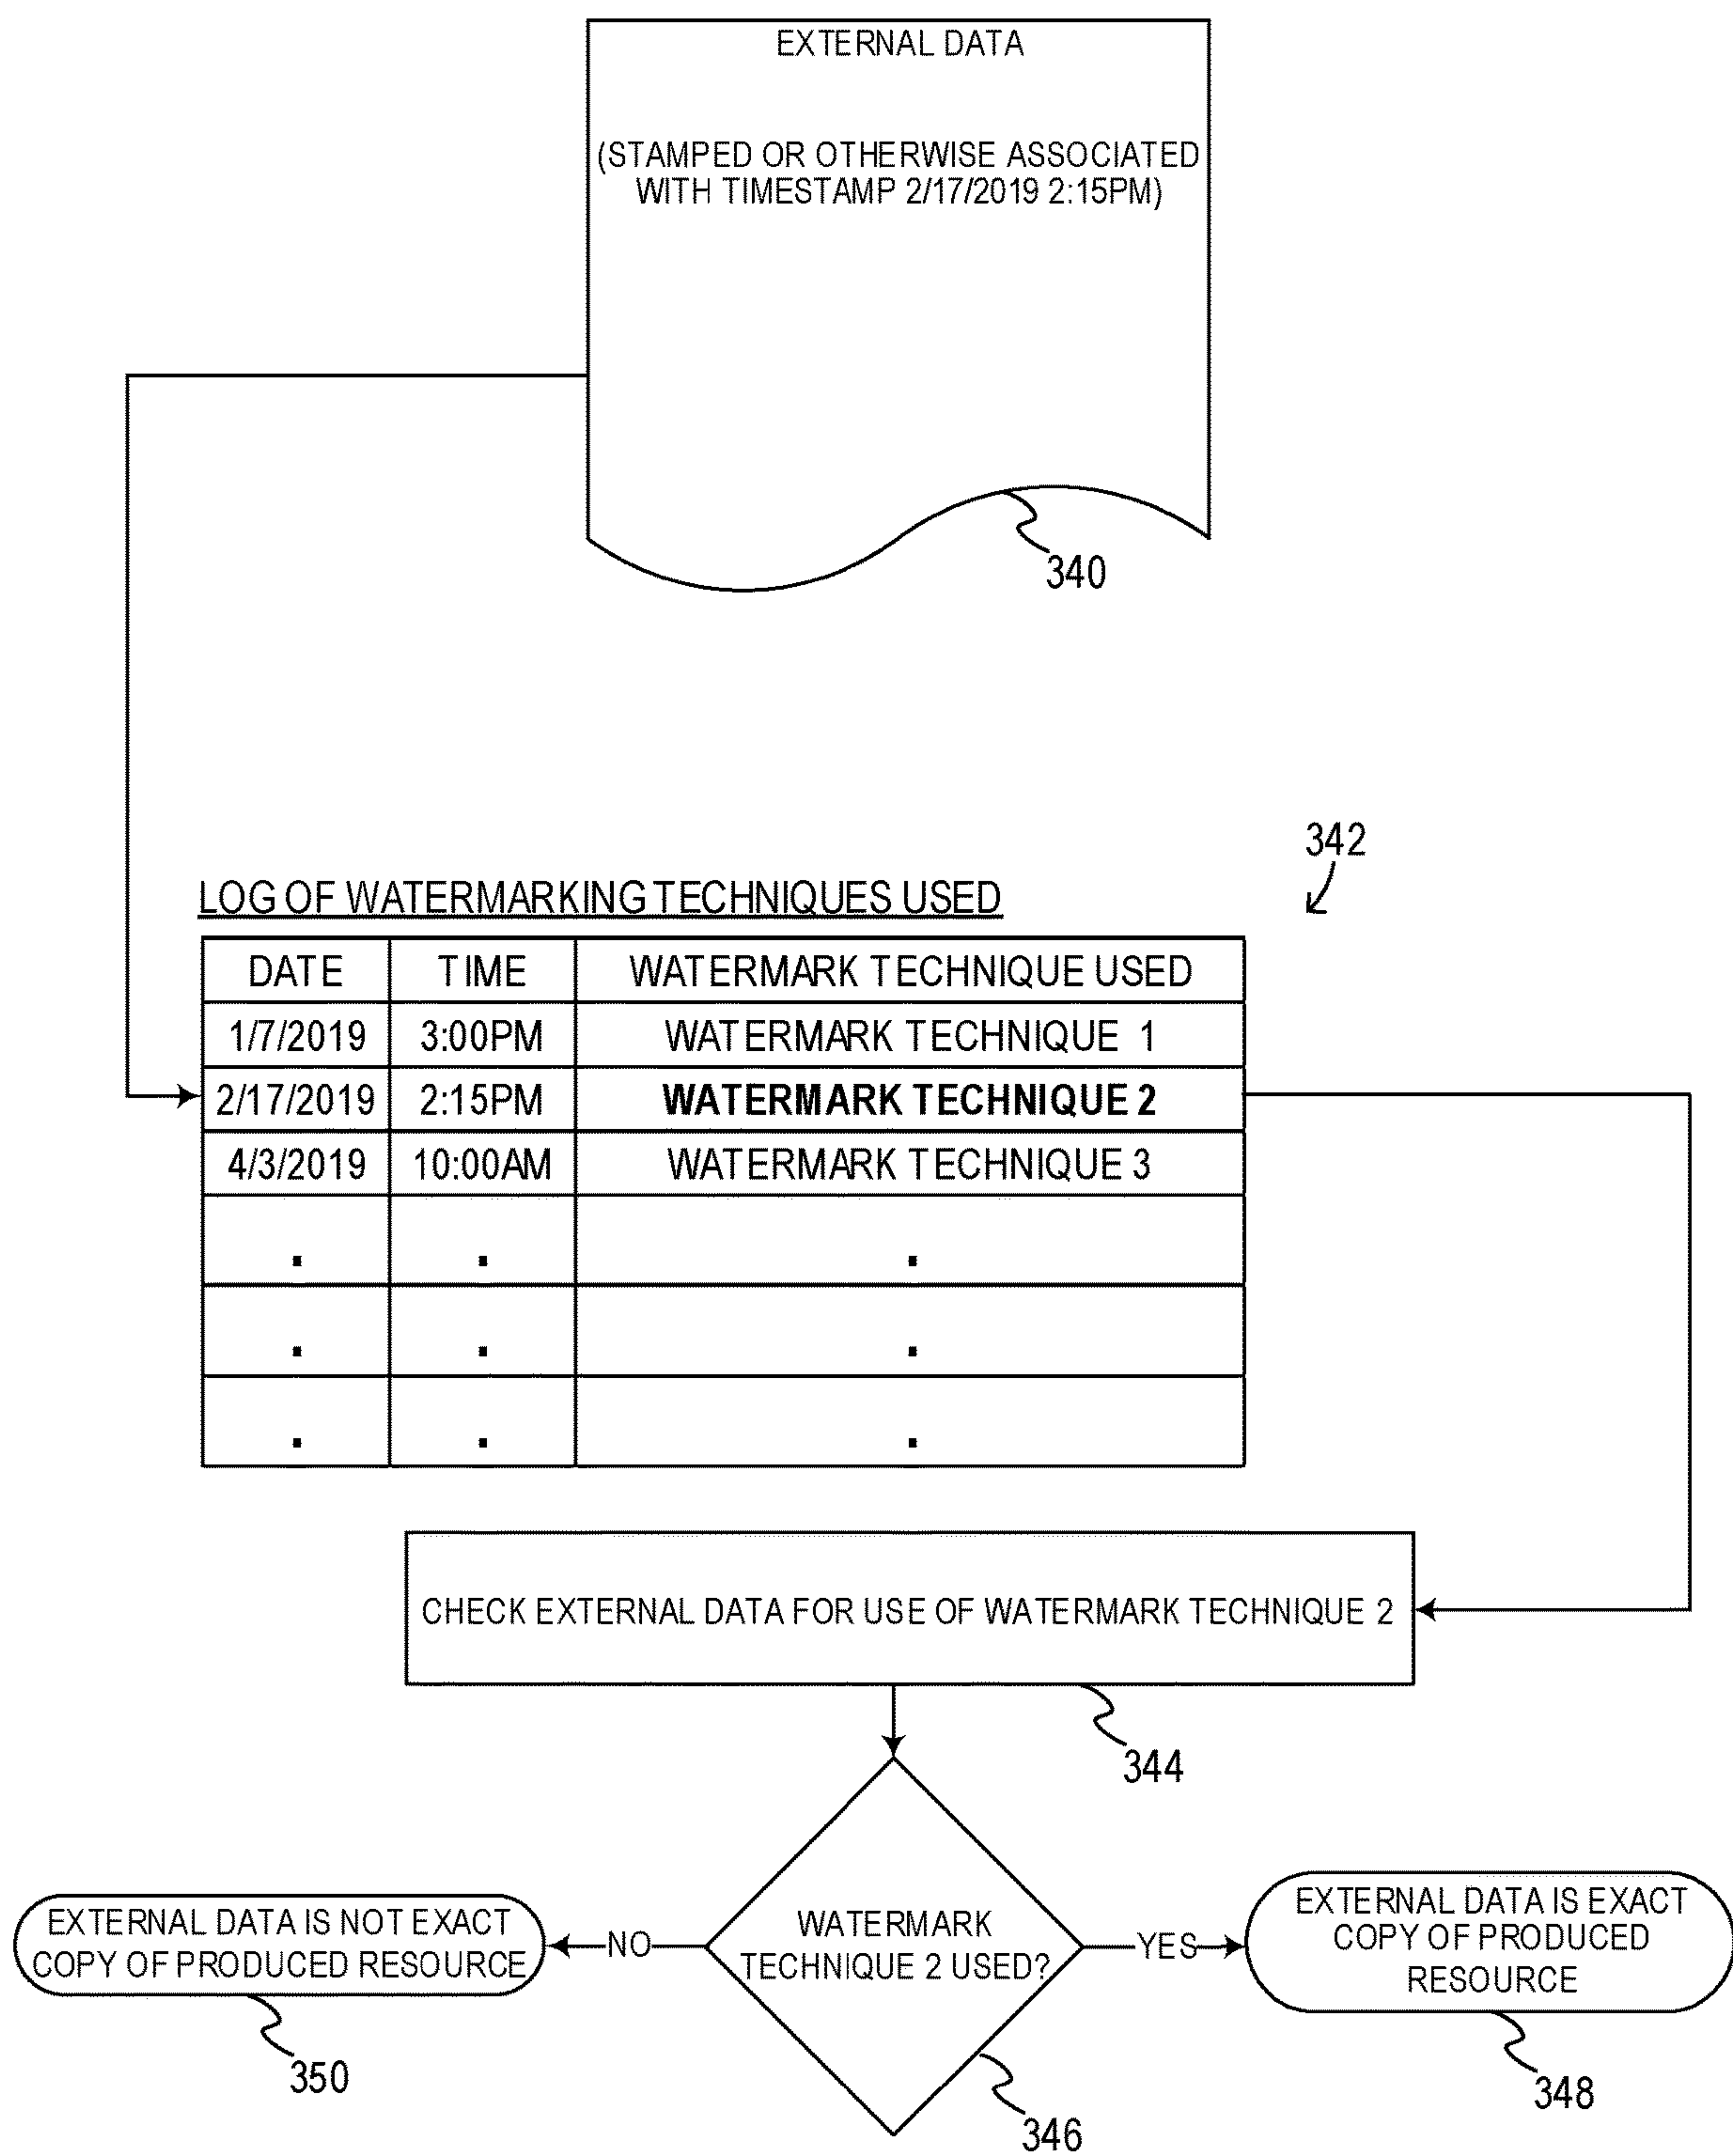 EXTERNAL DATA
(STAMPED OR OTHERWISE ASSOCIATED
WITH TIMESTAMP 2/17/2019 2:15PM)
340
342
LOG OF WATERMARKING TECHNIQUES USED
DATE TIME WATERMARK TECHNIQUE USED
1/7/2019 3:00PM WATERMARK TECHNIQUE 1
2/17/2019 2:15PM WATERMARK TECHNIQUE 2
4/3/2019 10:00AM WATERMARK TECHNIQUE 3
. . .
. . .
. . .
CHECK EXTERNAL DATA FOR USE OF WATERMARK TECHNIQUE 2
344
EXTERNAL DATA IS NOT EXACT
COPY OF PRODUCED RESOURCE
350
NO
WATERMARK
TECHNIQUE 2 USED?
346
YES
EXTERNAL DATA IS EXACT
COPY OF PRODUCED
RESOURCE
348